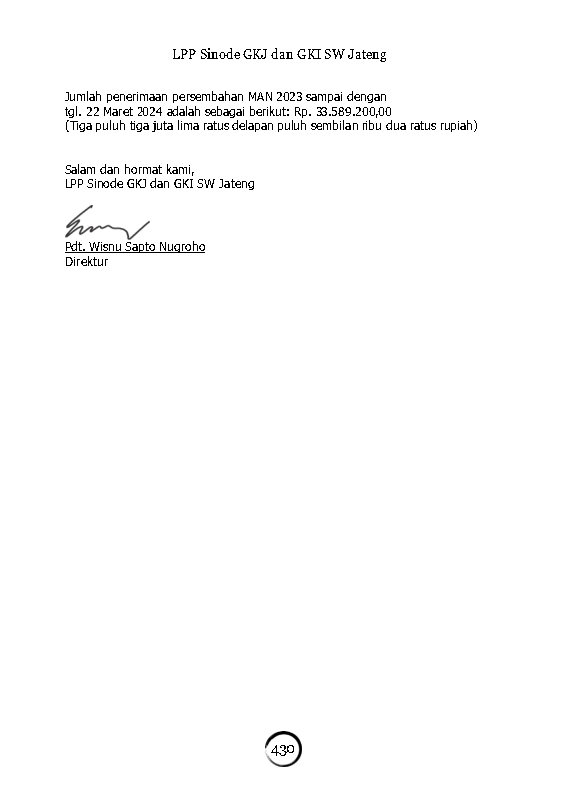 LPP Sinode GKJ dan GKI SW Jateng
Jumlah penerimaan persembahan MAN 2023 sampai dengan
tgl. 22 Maret 2024 adalah sebagai berikut: Rp. 33.589.200,00
(Tiga puluh tiga juta lima ratus delapan puluh sembilan ribu dua ratus rupiah)
Salam dan hormat kami,
LPP Sinode GKJ dan GKI SW Jateng
Pdt. Wisnu Sapto Nugroho
Direktur
430